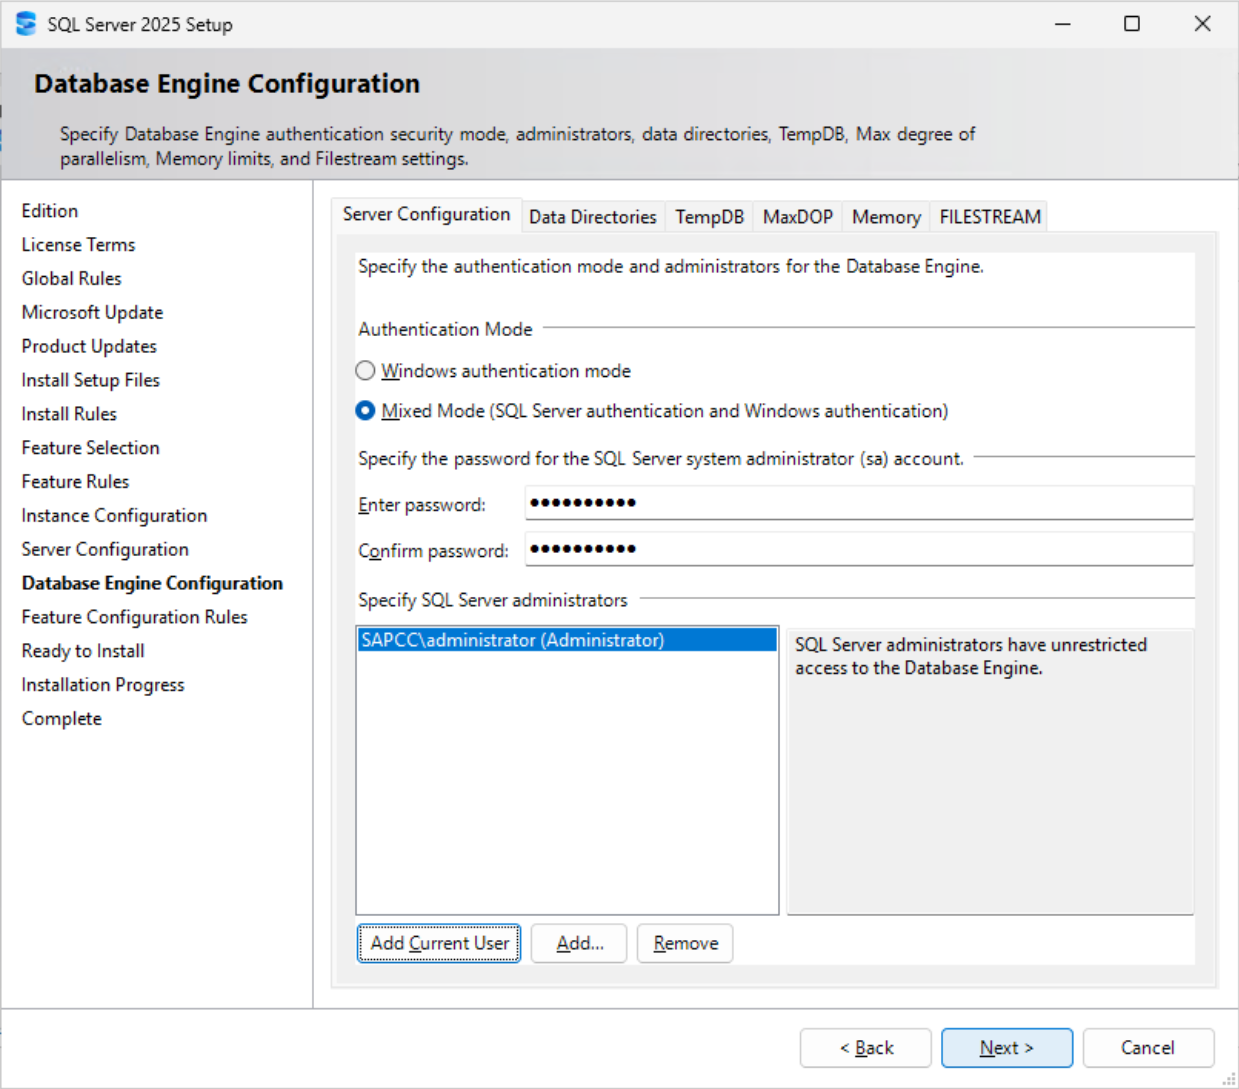 SQL Server 2025 Setup
Database Engine Configuration
Specify Database Engine authentication security mode, administrators, data directories, TempDB, Max degree of
parallelism, Memory limits, and Filestream settings.
Edition
License Terms
Global Rules
Microsoft Update
Product Updates
Install Setup Files
Install Rules
Feature Selection
Feature Rules
Instance Configuration
Server Configuration
Database Engine Configuration
Feature Configuration Rules
Ready to Install
Installation Progress
Complete
Server Configuration Data Directories TempDB MaxDOP Memory FILESTREAM
Specify the authentication mode and administrators for the Database Engine.
Authentication Mode
Windows authentication mode
Mixed Mode (SQL Server authentication and Windows authentication)
Specify the password for the SQL Server system administrator (sa) account.
Enter password: ●●●●●●●●●●
Confirm password: ●●●●●●●●●●
Specify SQL Server administrators
SAPCC\administrator (Administrator)
SQL Server administrators have unrestricted
access to the Database Engine.
Add Current User Add... Remove
< Back Next > Cancel